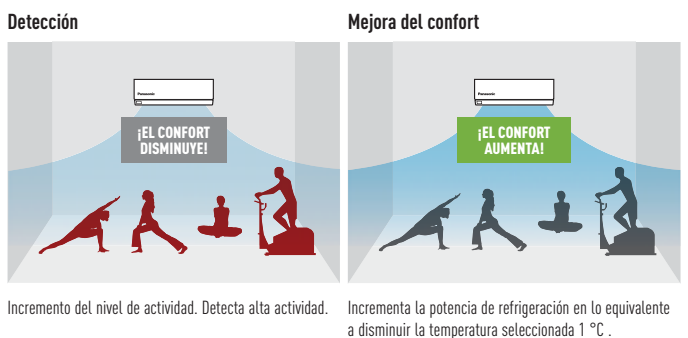 Detección
Panasonic
¡EL CONFORT
DISMINUYE!
Incremento del nivel de actividad. Detecta alta actividad.
Mejora del confort
Panasonic
¡EL CONFORT
AUMENTA!
Incrementa la potencia de refrigeración en lo equivalente
a disminuir la temperatura seleccionada 1 °C .